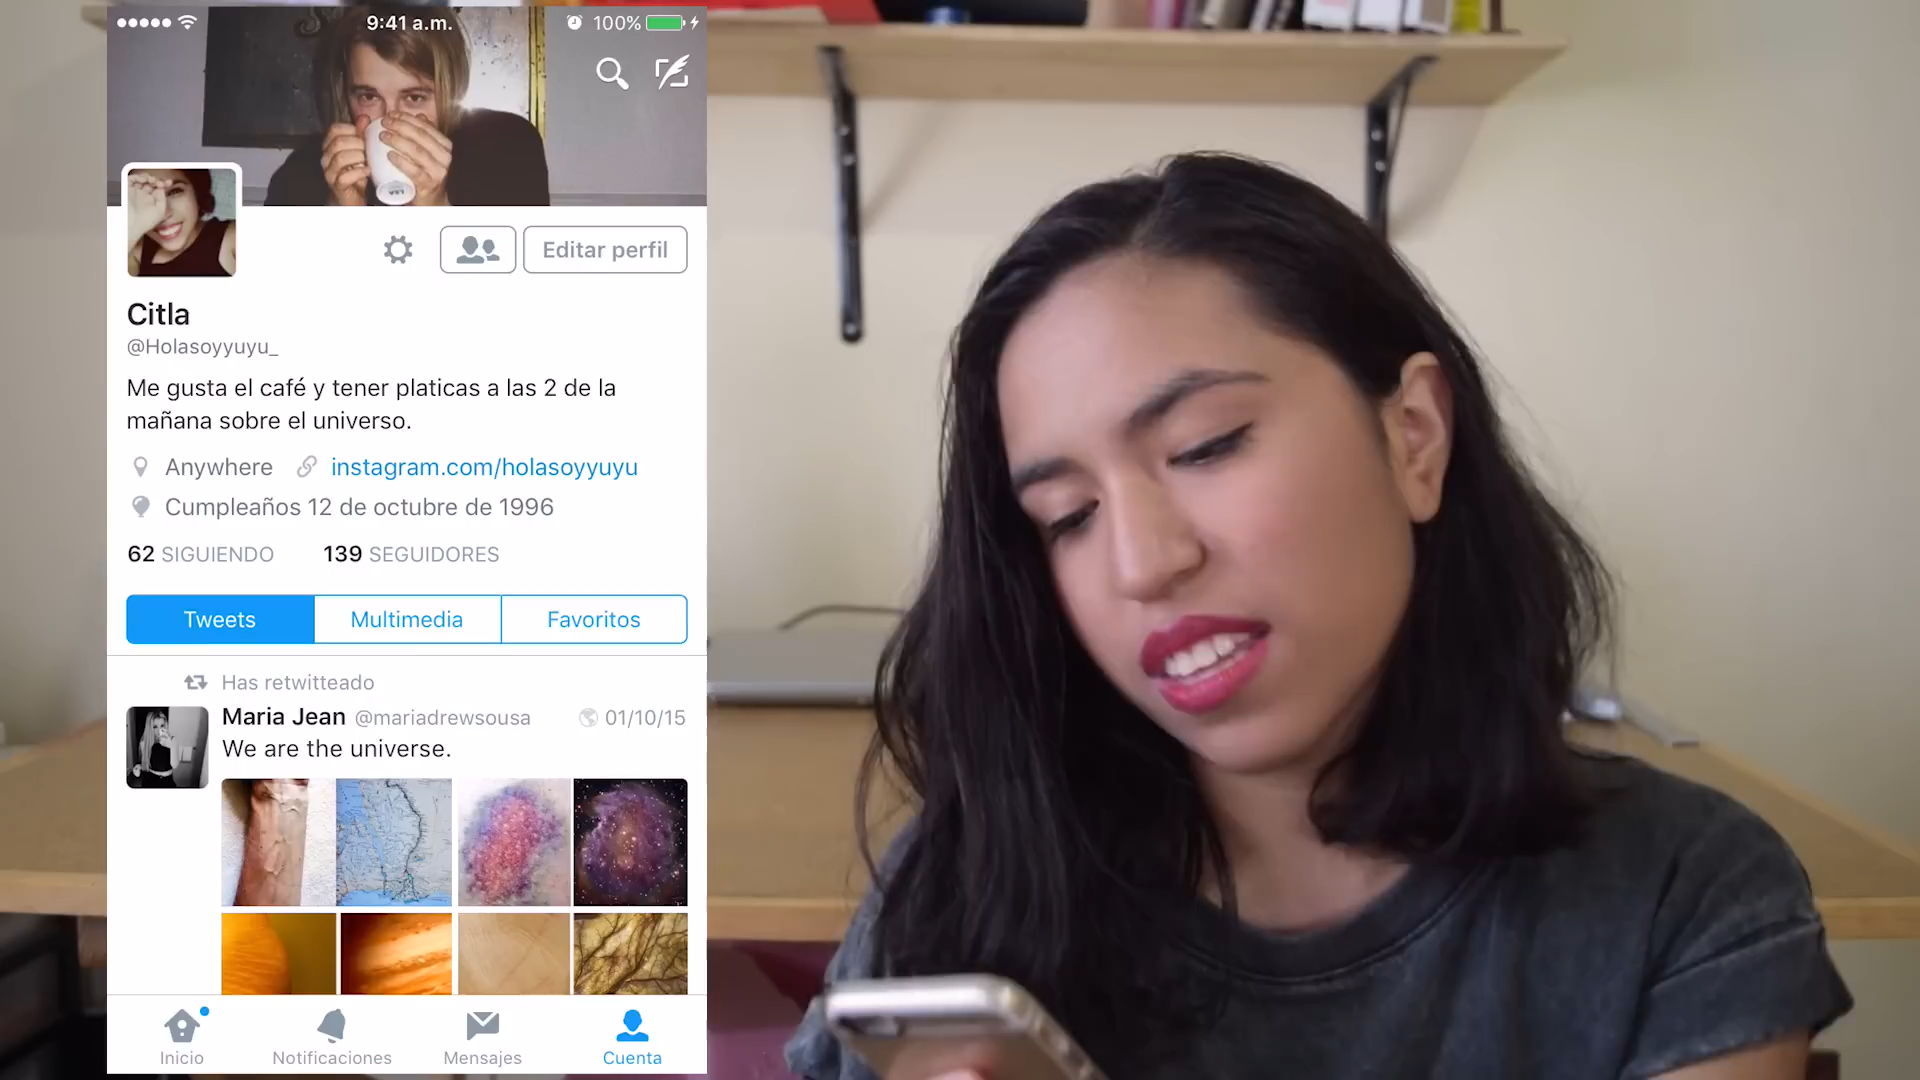 9:41 a.m.
100%
Editar perfil
Citla
@Holasoyyuyu_
Me gusta el café y tener platicas a las 2 de la
mañana sobre el universo.
Anywhere instagram.com/holasoyyuyu
Cumpleaños 12 de octubre de 1996
62 SIGUIENDO 139 SEGUIDORES
Tweets Multimedia Favoritos
Has retwitteado
Maria Jean @mariadrewsousa 01/10/15
We are the universe.
Inicio Notificaciones Mensajes Cuenta